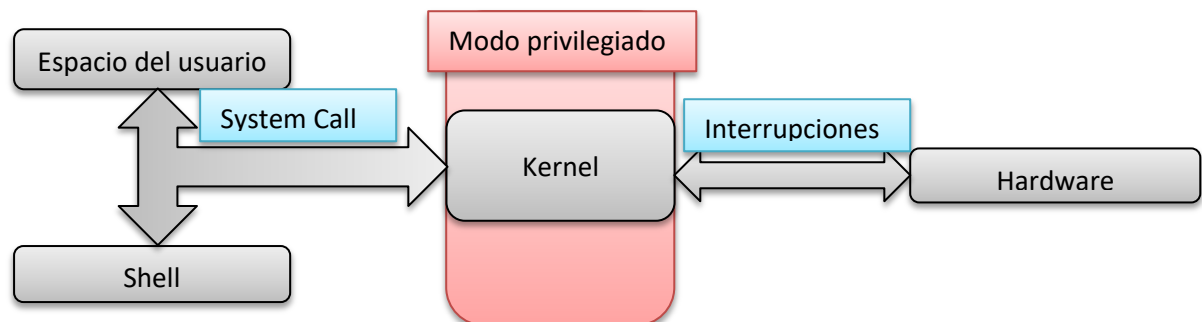 Modo privilegiado
Espacio del usuario
System Call
Interrupciones
Kernel
Hardware
Shell